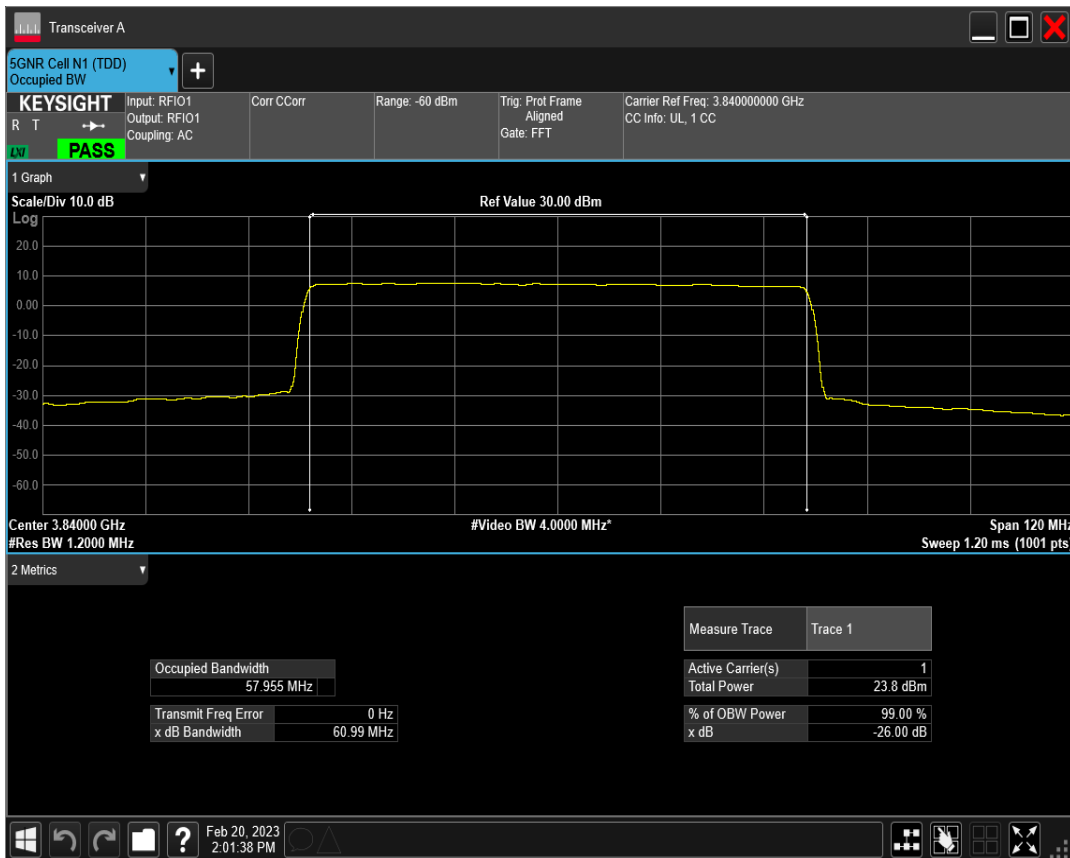 Transceiver A
5GNR Cell N1 (TDD)
Occupied BW
+
KEYSIGHT
R T
LXI
PASS
Input: RFIO1
Output: RFIO1
Coupling: AC
Corr CCorr
Range: -60 dBm
Trig: Prot Frame
Aligned
Gate: FFT
Carrier Ref Freq: 3.840000000 GHz
CC Info: UL, 1 CC
1 Graph
Scale/Div 10.0 dB
Ref Value 30.00 dBm
Log
20.0
10.0
0.00
-10.0
-20.0
-30.0
-40.0
-50.0
-60.0
Center 3.84000 GHz
#Video BW 4.0000 MHz*
Span 120 MHz
#Res BW 1.2000 MHz
Sweep 1.20 ms (1001 pts)
2 Metrics
Measure Trace Trace 1
Occupied Bandwidth
57.955 MHz
Active Carrier(s) 1
Total Power 23.8 dBm
Transmit Freq Error 0 Hz
x dB Bandwidth 60.99 MHz
% of OBW Power 99.00 %
x dB -26.00 dB
?
Feb 20, 2023
2:01:38 PM